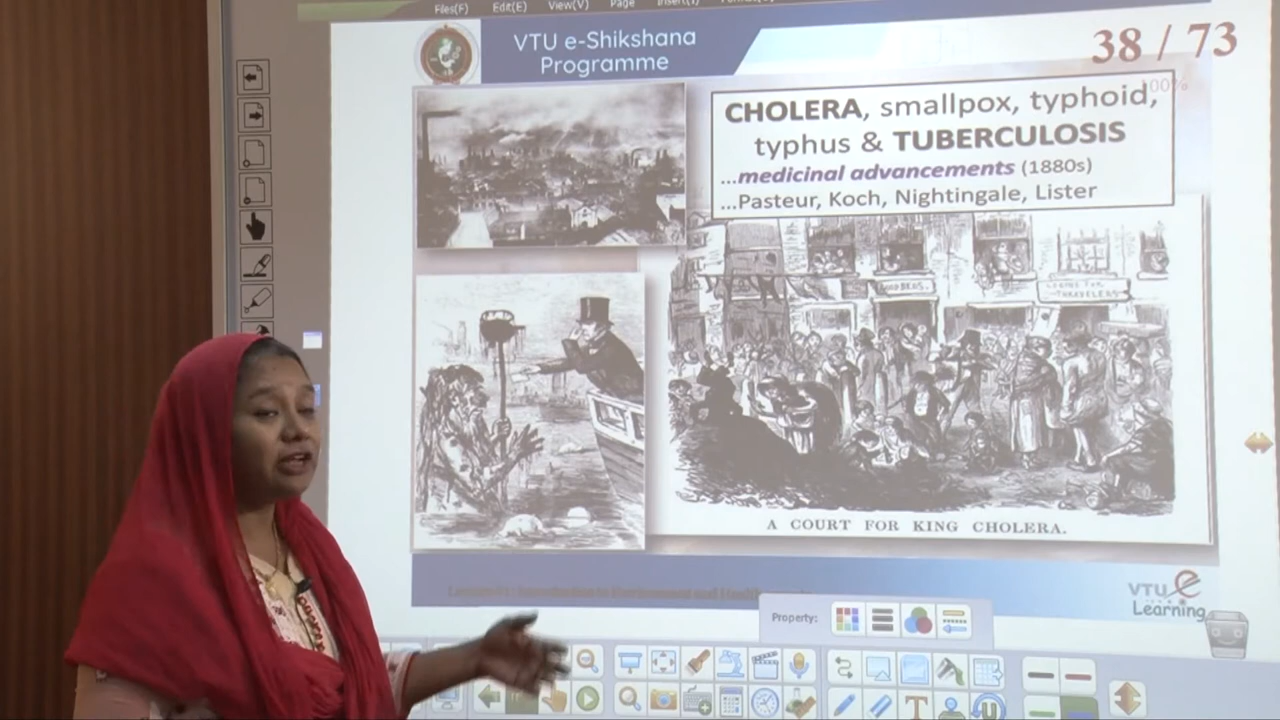 Files(F) Edit(E) View(V) Page
VTU e-Shikshana
Programme
38 / 73
100%
CHOLERA, smallpox, typhoid,
typhus & TUBERCULOSIS
...medicinal advancements (1880s)
...Pasteur, Koch, Nightingale, Lister
TRAVELERS
A COURT FOR KING CHOLERA.
VTU e
Learning
Property: